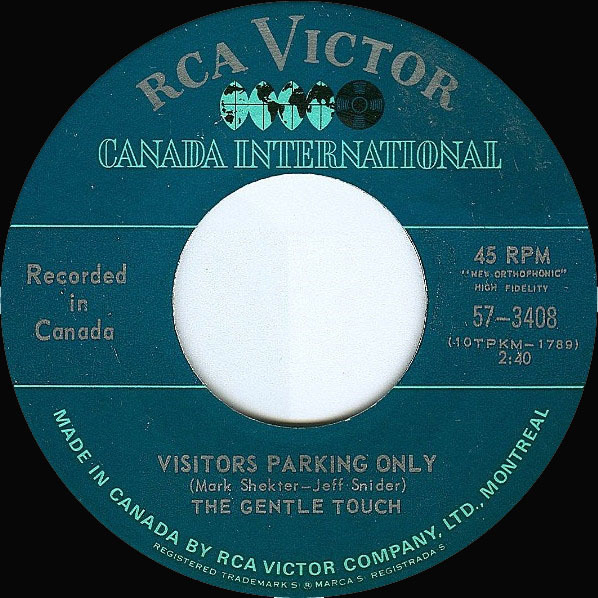 RCA VICTOR
CANADA INTERNATIONAL
Recorded
in
Canada
45 RPM
"NEW ORTHOPHONIC"
HIGH FIDELITY
57-3408
(10TPKM-1789)
2:40
VISITORS PARKING ONLY
(Mark Shekter-Jeff Snider)
THE GENTLE TOUCH
MADE IN CANADA BY RCA VICTOR COMPANY, LTD., MONTREAL
REGISTERED TRADEMARKS ® MARCAS REGISTRADAS